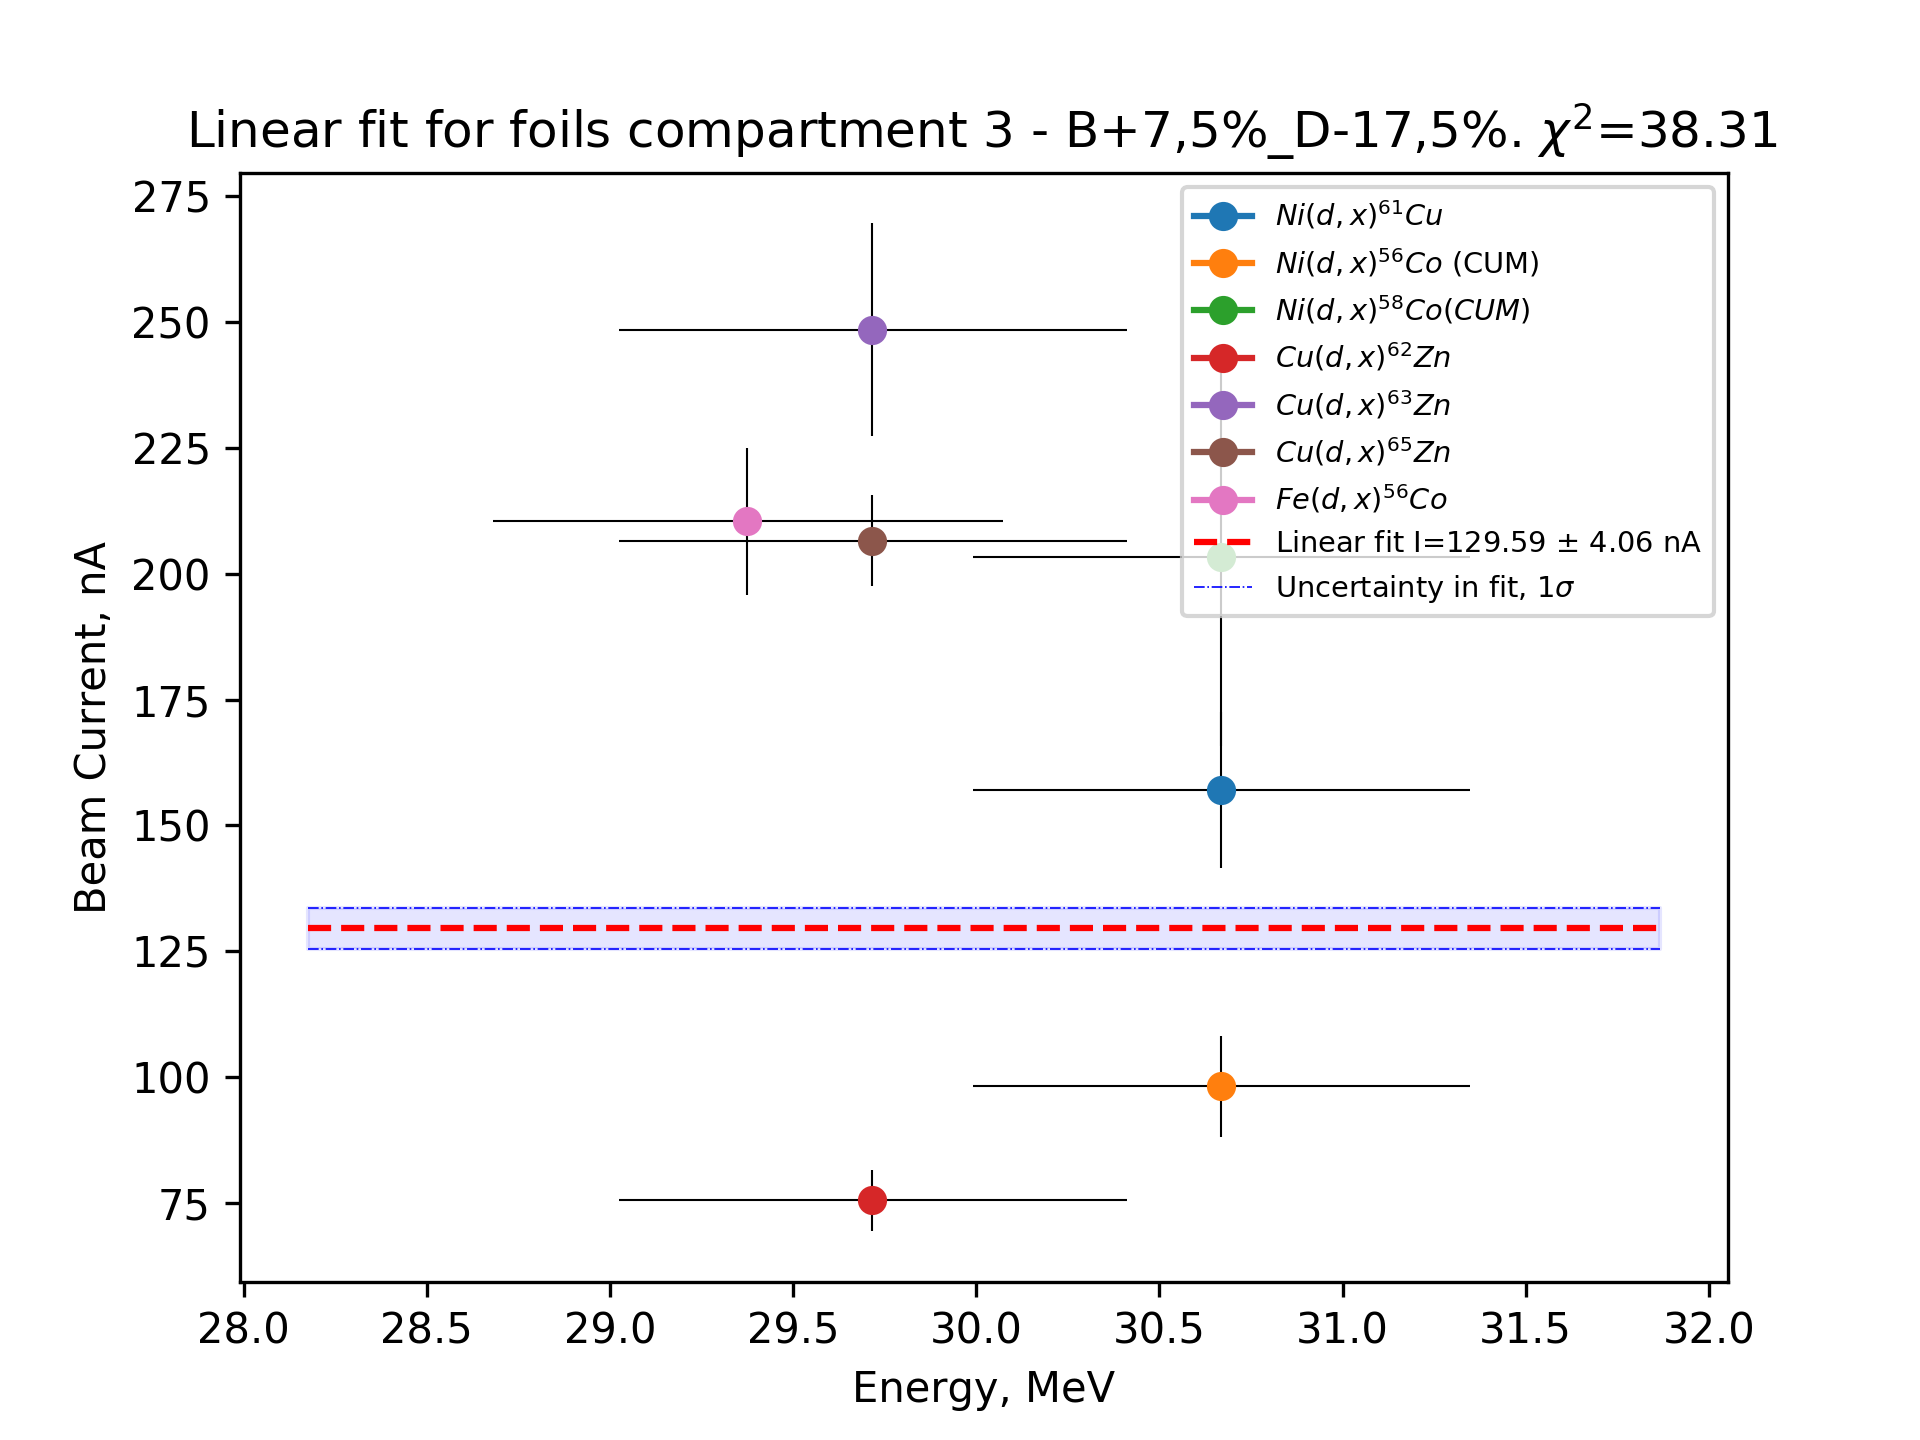 Linear fit for foils compartment 3 - B+7,5%_D-17,5%. χ²=38.31
275
250
225
200
175
150
125
100
75
Beam Current, nA
Ni(d, x)⁶¹Cu
Ni(d, x)⁵⁶Co (CUM)
Ni(d, x)⁵⁸Co(CUM)
Cu(d, x)⁶²Zn
Cu(d, x)⁶³Zn
Cu(d, x)⁶⁵Zn
Fe(d, x)⁵⁶Co
Linear fit I=129.59 ± 4.06 nA
Uncertainty in fit, 1σ
28.0 28.5 29.0 29.5 30.0 30.5 31.0 31.5 32.0
Energy, MeV